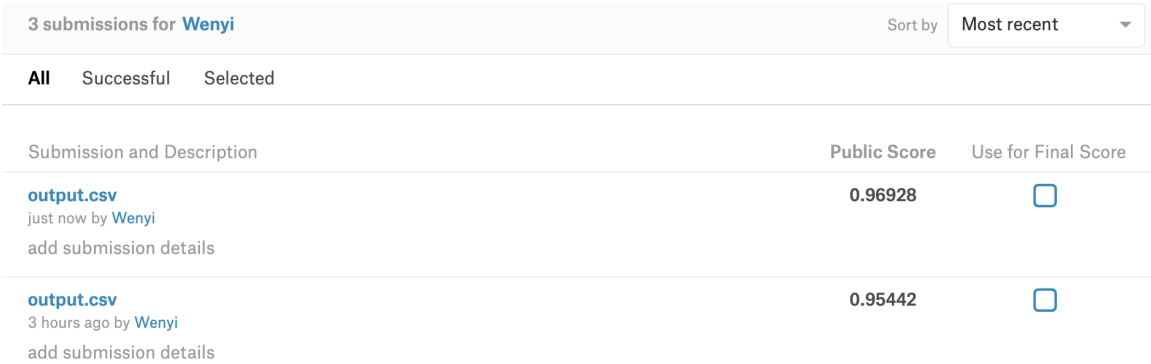 3 submissions for Wenyi
Sort by Most recent
All Successful Selected
Submission and Description Public Score Use for Final Score
output.csv 0.96928
just now by Wenyi
add submission details
output.csv 0.95442
3 hours ago by Wenyi
add submission details